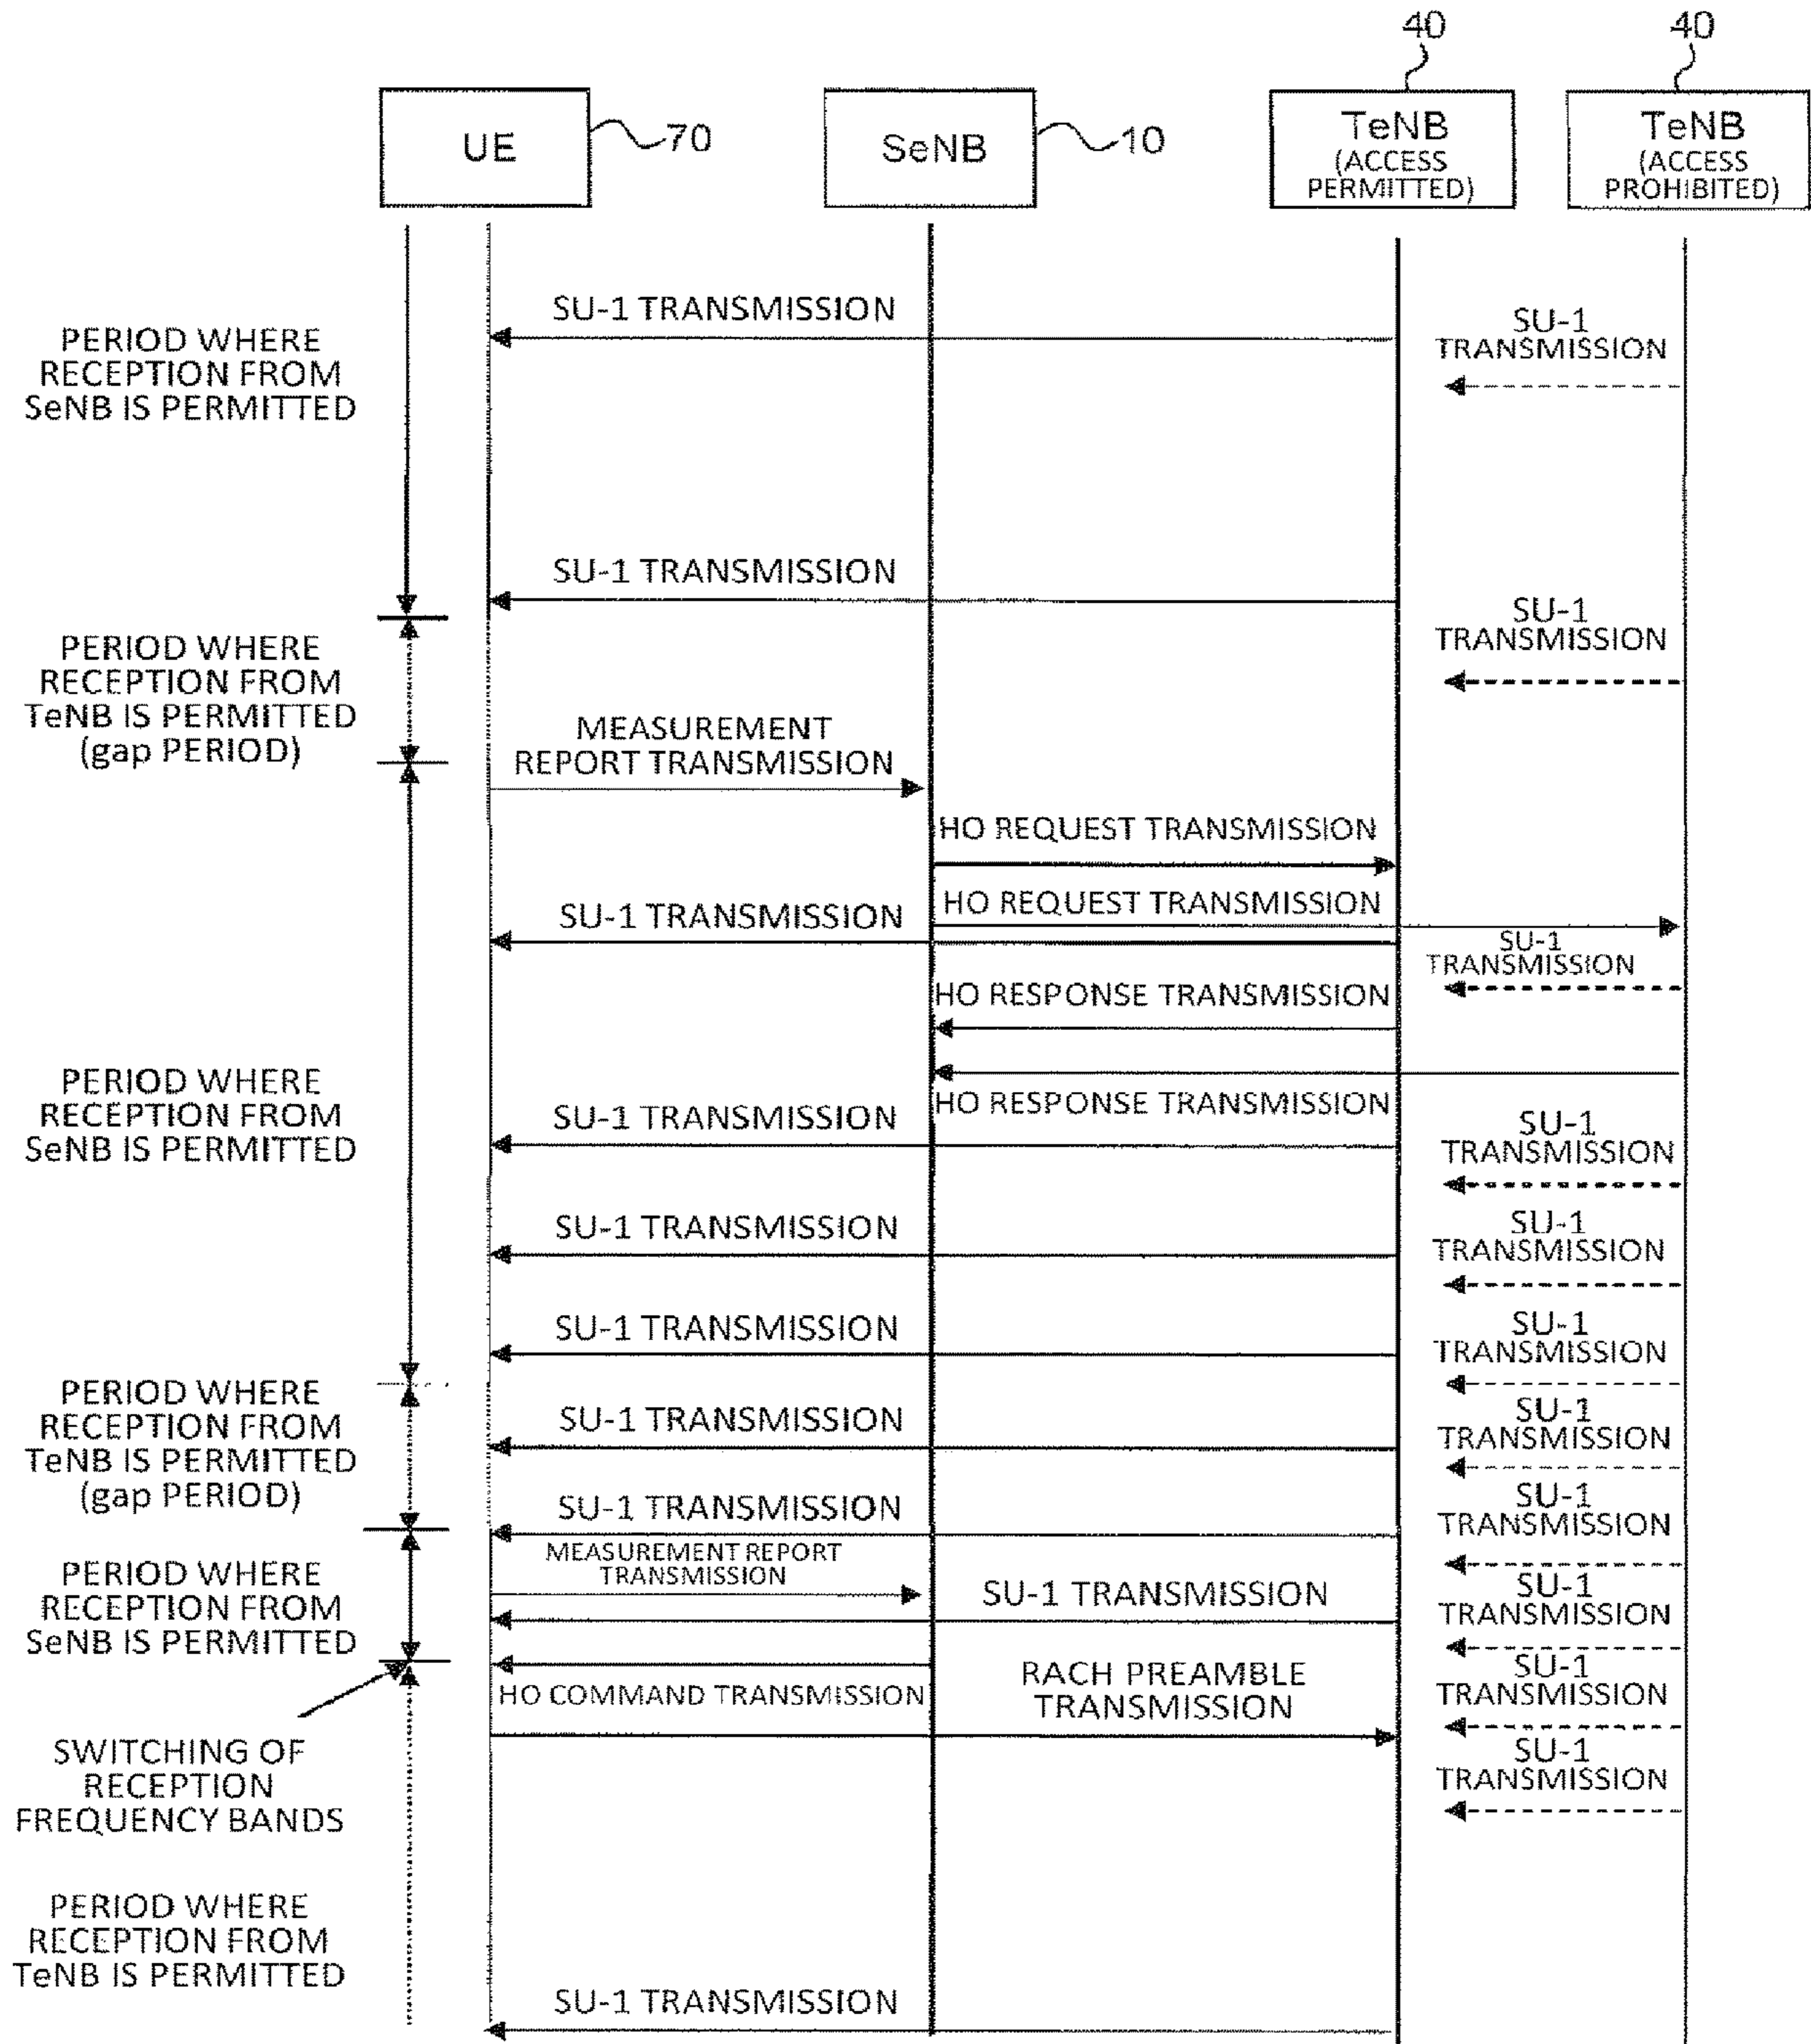 40
40
UE
70
SeNB
10
TeNB
(ACCESS
PERMITTED)
TeNB
(ACCESS
PROHIBITED)
SU-1 TRANSMISSION
SU-1
TRANSMISSION
PERIOD WHERE
RECEPTION FROM
SeNB IS PERMITTED
SU-1 TRANSMISSION
SU-1
TRANSMISSION
PERIOD WHERE
RECEPTION FROM
TeNB IS PERMITTED
(gap PERIOD)
MEASUREMENT
REPORT TRANSMISSION
HO REQUEST TRANSMISSION
HO REQUEST TRANSMISSION
SU-1 TRANSMISSION
SU-1
TRANSMISSION
HO RESPONSE TRANSMISSION
PERIOD WHERE
RECEPTION FROM
SeNB IS PERMITTED
HO RESPONSE TRANSMISSION
SU-1 TRANSMISSION
SU-1
TRANSMISSION
SU-1 TRANSMISSION
SU-1
TRANSMISSION
SU-1 TRANSMISSION
SU-1
TRANSMISSION
PERIOD WHERE
RECEPTION FROM
TeNB IS PERMITTED
(gap PERIOD)
SU-1 TRANSMISSION
SU-1
TRANSMISSION
SU-1 TRANSMISSION
SU-1
TRANSMISSION
MEASUREMENT REPORT
TRANSMISSION
PERIOD WHERE
RECEPTION FROM
SeNB IS PERMITTED
SU-1 TRANSMISSION
SU-1
TRANSMISSION
HO COMMAND TRANSMISSION
RACH PREAMBLE
TRANSMISSION
SU-1
TRANSMISSION
SWITCHING OF
RECEPTION
FREQUENCY BANDS
SU-1
TRANSMISSION
PERIOD WHERE
RECEPTION FROM
TeNB IS PERMITTED
SU-1 TRANSMISSION